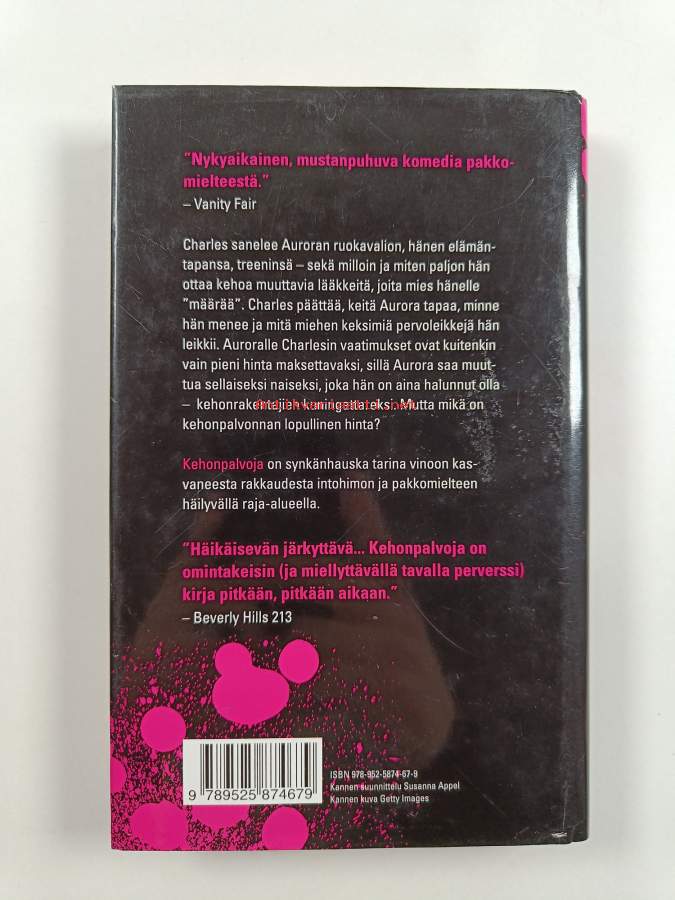 ”Nykyaikainen, mustanpuhuva komedia pakko-
mielteestä.”
– Vanity Fair
Charles sanelee Auroran ruokavalion, hänen elämän-
tapansa, treeninsä – sekä milloin ja miten paljon hän
ottaa kehoa muuttavia lääkkeitä, joita mies hänelle
”määrää”. Charles päättää, keitä Aurora tapaa, minne
hän menee ja mitä miehen keksimiä pervoleikkejä hän
leikkii. Auroralle Charlesin vaatimukset ovat kuitenkin
vain pieni hinta maksettavaksi, sillä Aurora saa muut-
tua sellaiseksi naiseksi, joka hän on aina halunnut olla
– kehonrakentajien kuningattareksi. Mutta mikä on
kehonpalvonnan lopullinen hinta?
Kehonpalvoja on synkänhauska tarina vinoon kas-
vaneesta rakkaudesta intohimon ja pakkomielteen
häilyvällä raja-alueella.
”Häikäisevän järkyttävä... Kehonpalvoja on
omintakeisin (ja miellyttävällä tavalla perverssi)
kirja pitkään, pitkään aikaan.”
– Beverly Hills 213
ISBN 978-952-5874-67-9
Kannen suunnittelu Susanna Appel
Kannen kuva Getty Images
9 789525 874679